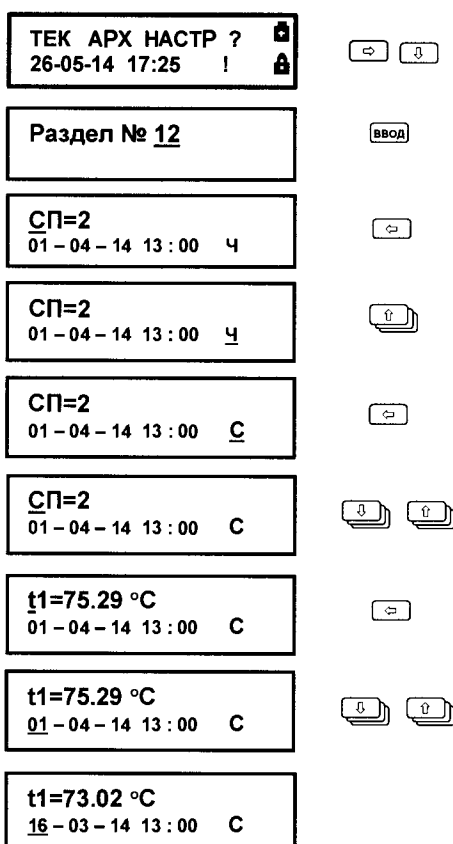 ТЕК АРХ НАСТР ?
26-05-14 17:25 !
Раздел № 12
ВВОД
СП=2
01 – 04 – 14 13 : 00 Ч
СП=2
01 – 04 – 14 13 : 00 Ч
СП=2
01 – 04 – 14 13 : 00 С
СП=2
01 – 04 – 14 13 : 00 С
t1=75.29 °C
01 – 04 – 14 13 : 00 С
t1=75.29 °C
01 – 04 – 14 13 : 00 С
t1=73.02 °C
16 – 03 – 14 13 : 00 С